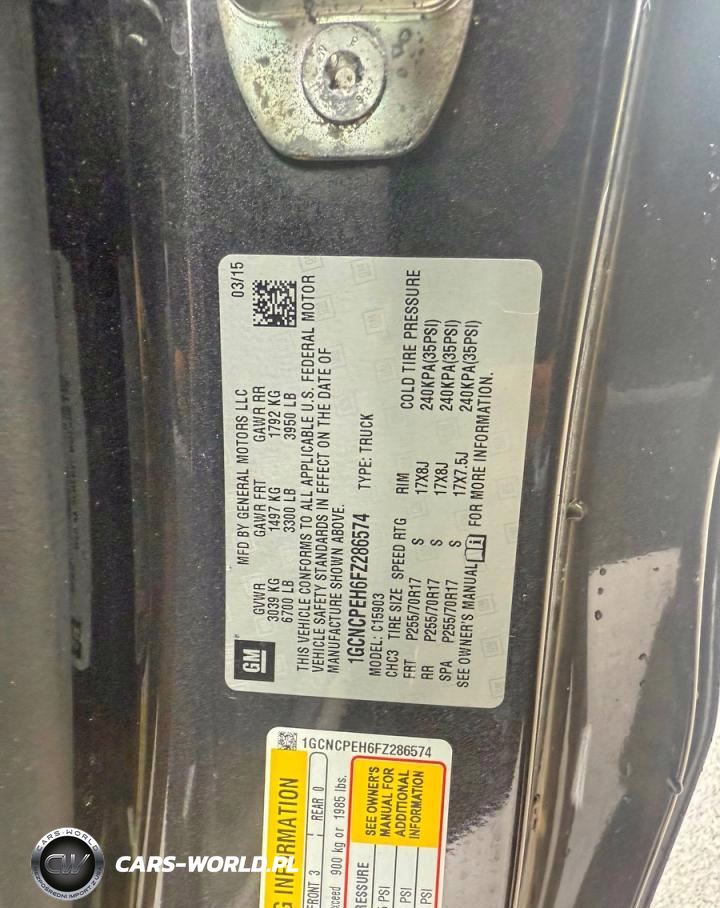 GM
MFD BY GENERAL MOTORS LLC
03/15
GVWR GAWR FRT GAWR RR
3039 KG 1497 KG 1792 KG
6700 LB 3300 LB 3950 LB
THIS VEHICLE CONFORMS TO ALL APPLICABLE U.S. FEDERAL MOTOR
VEHICLE SAFETY STANDARDS IN EFFECT ON THE DATE OF
MANUFACTURE SHOWN ABOVE.
1GCNCPEH6FZ286574 TYPE: TRUCK
MODEL: C15903
CHC3 TIRE SIZE SPEED RTG RIM COLD TIRE PRESSURE
FRT P255/70R17 S 17X8J 240KPA(35PSI)
RR P255/70R17 S 17X8J 240KPA(35PSI)
SPA P255/70R17 S 17X7.5J 240KPA(35PSI)
SEE OWNER'S MANUAL FOR MORE INFORMATION.
1GCNCPEH6FZ286574
G INFORMATION
FRONT 3 REAR 0
xceed 900 kg or 1985 lbs.
RESSURE
SEE OWNER'S
MANUAL FOR
ADDITIONAL
INFORMATION
PSI
PSI
PSI
CARS-WORLD
CW
CARS-WORLD.PL